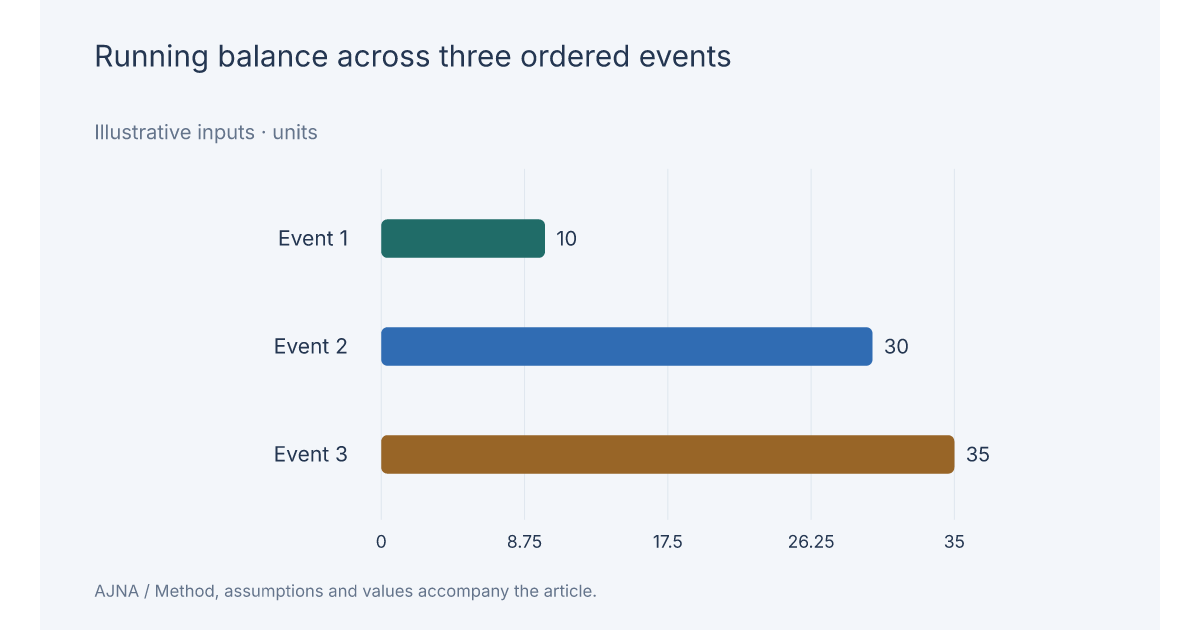 Running balance across three ordered events
Illustrative inputs · units
Event 1 10
Event 2 30
Event 3 35
0 8.75 17.5 26.25 35
AJNA / Method, assumptions and values accompany the article.